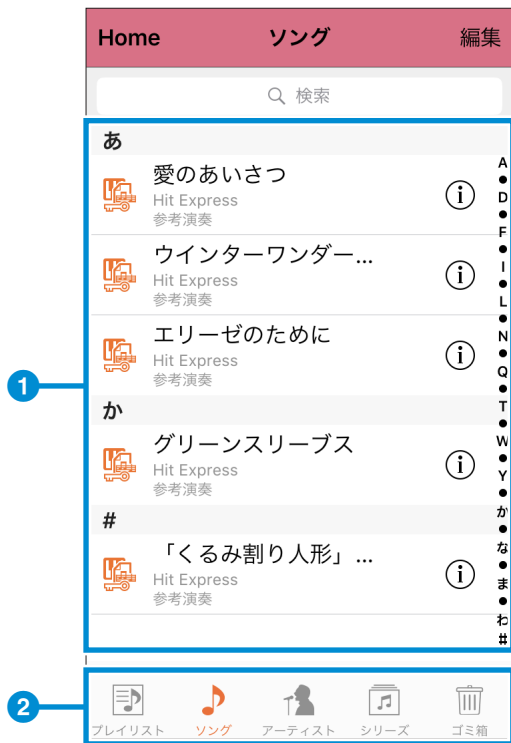 Home ソング 編集
検索
あ
愛のあいさつ
Hit Express
参考演奏
ウインターワンダー...
Hit Express
参考演奏
エリーゼのために
Hit Express
参考演奏
か
グリーンスリーブス
Hit Express
参考演奏
#
「くるみ割り人形」...
Hit Express
参考演奏
A
●
D
●
F
●
I
●
L
●
N
●
Q
●
T
●
W
●
Y
●
か
●
な
●
ま
●
わ
#
1
2
プレイリスト ソング アーティスト シリーズ ゴミ箱